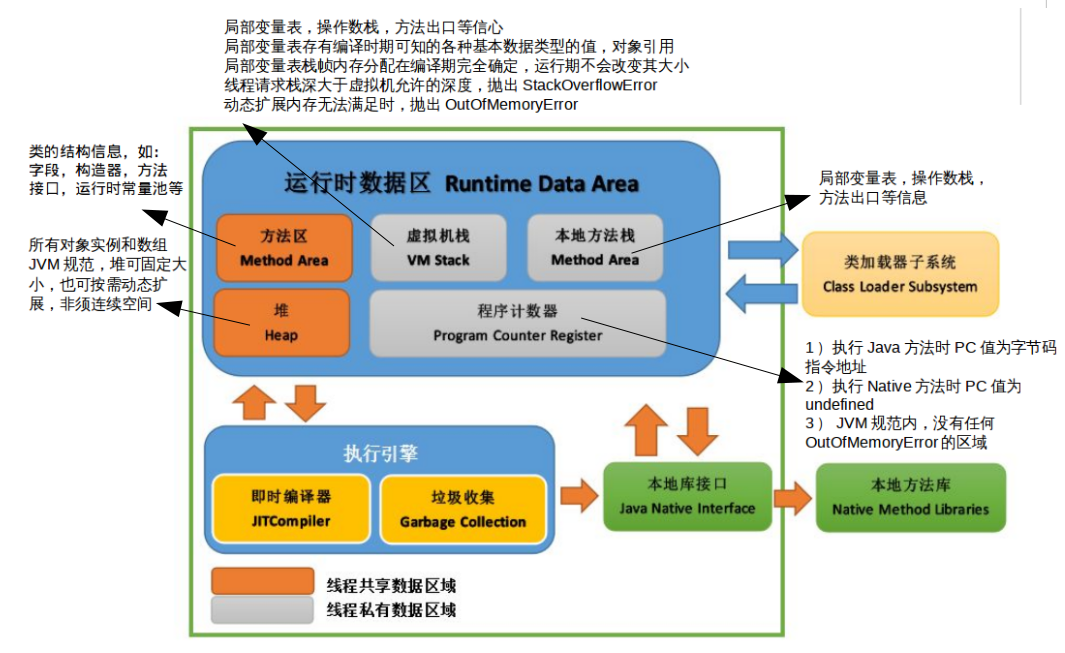 局部变量表，操作数栈，方法出口等信心
局部变量表存有编译时期可知的各种基本数据类型的值，对象引用
局部变量表栈帧内存分配在编译期完全确定，运行期不会改变其大小
线程请求栈深大于虚拟机允许的深度，抛出 StackOverflowError
动态扩展内存无法满足时，抛出 OutOfMemoryError
类的结构信息，如：
字段，构造器，方法
接口，运行时常量池等
所有对象实例和数组
JVM 规范，堆可固定大
小，也可按需动态扩
展，非须连续空间
运行时数据区 Runtime Data Area
方法区
Method Area
虚拟机栈
VM Stack
本地方法栈
Method Area
堆
Heap
程序计数器
Program Counter Register
局部变量表，操作数栈，
方法出口等信息
类加载器子系统
Class Loader Subsystem
1）执行 Java 方法时 PC 值为字节码
指令地址
2）执行 Native 方法时 PC 值为
undefined
3） JVM 规范内，没有任何
OutOfMemoryError 的区域
执行引擎
即时编译器
JITCompiler
垃圾收集
Garbage Collection
本地库接口
Java Native Interface
本地方法库
Native Method Libraries
线程共享数据区域
线程私有数据区域